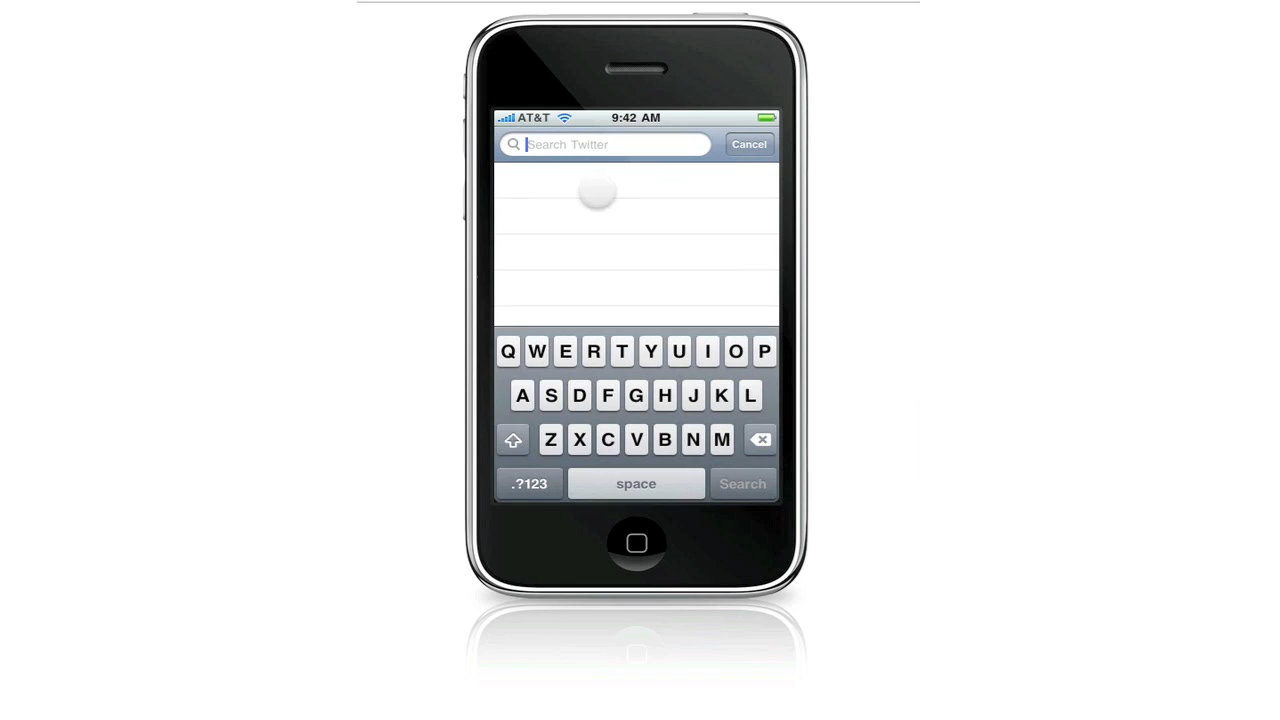 AT&T 9:42 AM
Search Twitter Cancel
Q W E R T Y U I O P
A S D F G H J K L
Z X C V B N M
.?123 space Search